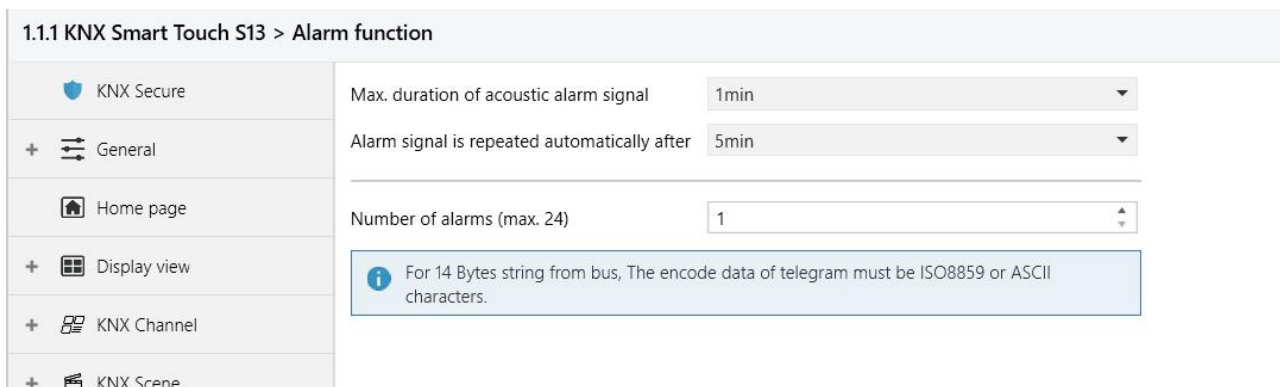 1.1.1 KNX Smart Touch S13 > Alarm function
KNX Secure
General
Home page
Display view
KNX Channel
KNX Scene
Max. duration of acoustic alarm signal
1min
Alarm signal is repeated automatically after
5min
Number of alarms (max. 24)
1
For 14 Bytes string from bus, The encode data of telegram must be ISO8859 or ASCII
characters.